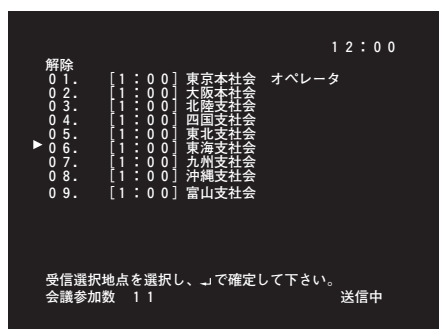 12:00
解除
01. [1:00]東京本社会 オペレータ
02. [1:00]大阪本社会
03. [1:00]北陸支社会
04. [1:00]四国支社会
05. [1:00]東北支社会
▶06. [1:00]東海支社会
07. [1:00]九州支社会
08. [1:00]沖縄支社会
09. [1:00]富山支社会
受信選択地点を選択し、↵で確定して下さい。
会議参加数 11 送信中